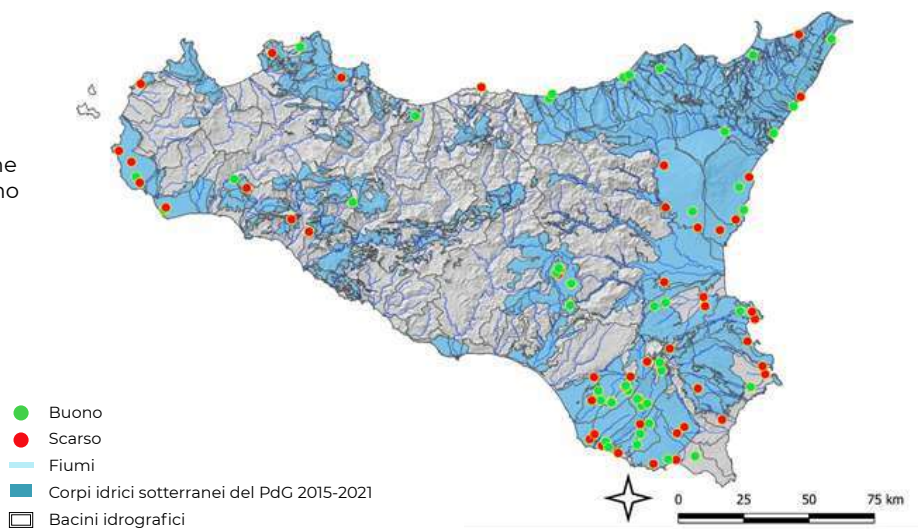 ne
no
Buono
Scarso
Fiumi
Corpi idrici sotterranei del PdG 2015-2021
Bacini idrografici
0 25 50 75 km